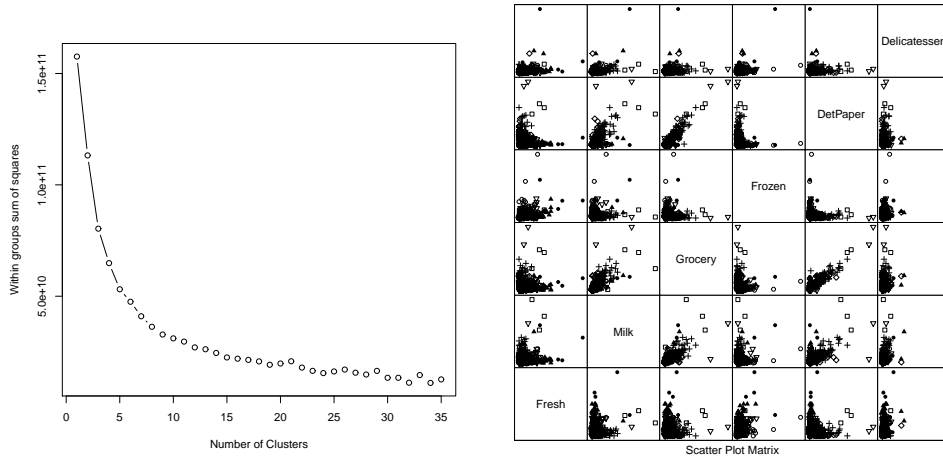 1.5e+11
1.0e+11
5.0e+10
Within groups sum of squares
0 5 10 15 20 25 30 35
Number of Clusters
Delicatessen
DetPaper
Frozen
Grocery
Milk
Fresh
Scatter Plot Matrix